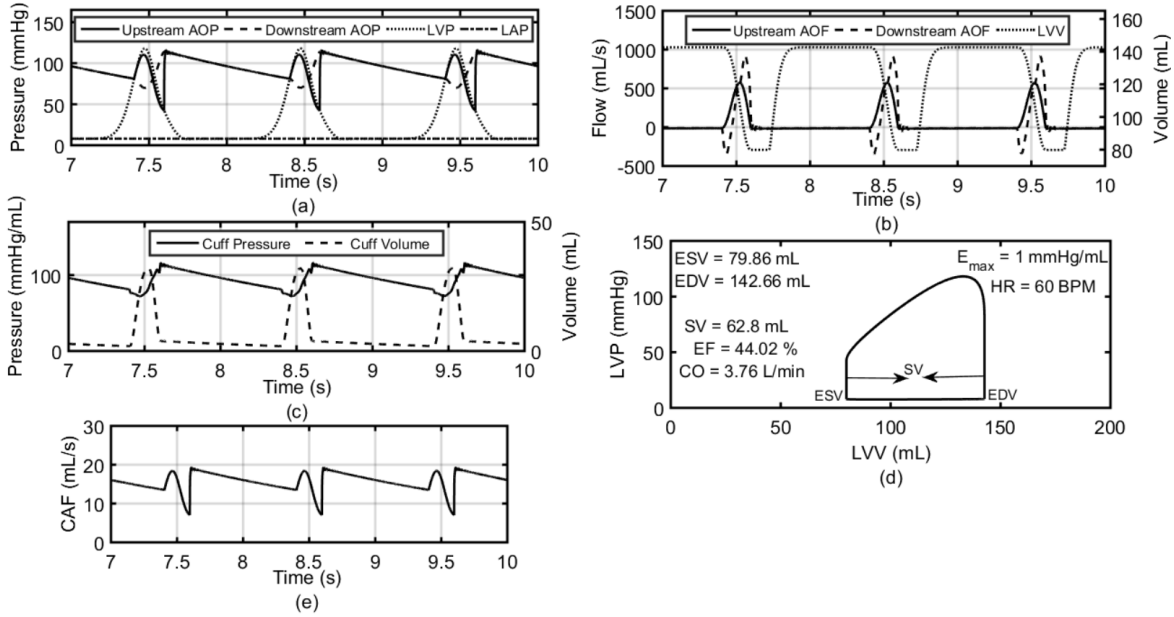 Pressure (mmHg)
150
100
50
0
Upstream AOP Downstream AOP LVP LAP
7 7.5 8 8.5 9 9.5 10
Time (s)
(a)
Flow (mL/s)
1500
1000
500
0
-500
Upstream AOF Downstream AOF LVV
160
140
120
100
80
Volume (mL)
7 7.5 8 8.5 9 9.5 10
Time (s)
(b)
Pressure (mmHg/mL)
100
0
Cuff Pressure Cuff Volume
50
0
Volume (mL)
7 7.5 8 8.5 9 9.5 10
Time (s)
(c)
LVP (mmHg)
150
100
50
0
ESV = 79.86 mL
EDV = 142.66 mL
SV = 62.8 mL
EF = 44.02 %
CO = 3.76 L/min
Emax = 1 mmHg/mL
HR = 60 BPM
SV
ESV
EDV
0 50 100 150 200
LVV (mL)
(d)
CAF (mL/s)
30
20
10
0
7 7.5 8 8.5 9 9.5 10
Time (s)
(e)